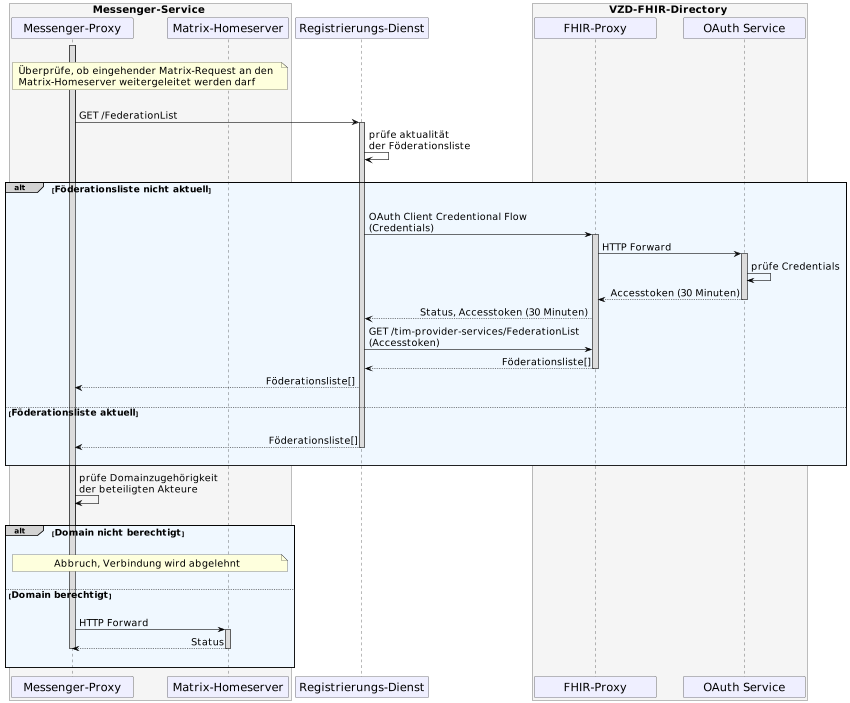 Messenger-Service
VZD-FHIR-Directory
Messenger-Proxy
Matrix-Homeserver
Registrierungs-Dienst
FHIR-Proxy
OAuth Service
Überprüfe, ob eingehender Matrix-Request an den
Matrix-Homeserver weitergeleitet werden darf
GET /FederationList
prüfe aktualität
der Föderationsliste
alt
[Föderationsliste nicht aktuell]
OAuth Client Credentional Flow
(Credentials)
HTTP Forward
prüfe Credentials
Accesstoken (30 Minuten)
Status, Accesstoken (30 Minuten)
GET /tim-provider-services/FederationList
(Accesstoken)
Föderationsliste[]
Föderationsliste[]
[Föderationsliste aktuell]
Föderationsliste[]
prüfe Domainzugehörigkeit
der beteiligten Akteure
alt
[Domain nicht berechtigt]
Abbruch, Verbindung wird abgelehnt
[Domain berechtigt]
HTTP Forward
Status
Messenger-Proxy
Matrix-Homeserver
Registrierungs-Dienst
FHIR-Proxy
OAuth Service